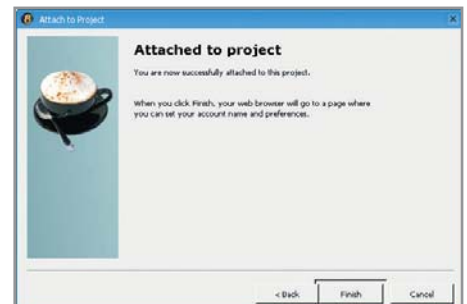 Attach to Project
Attached to project
You are now successfully attached to this project.
When you click Finish, your web browser will go to a page where
you can set your account name and preferences.
< Back
Finish
Cancel